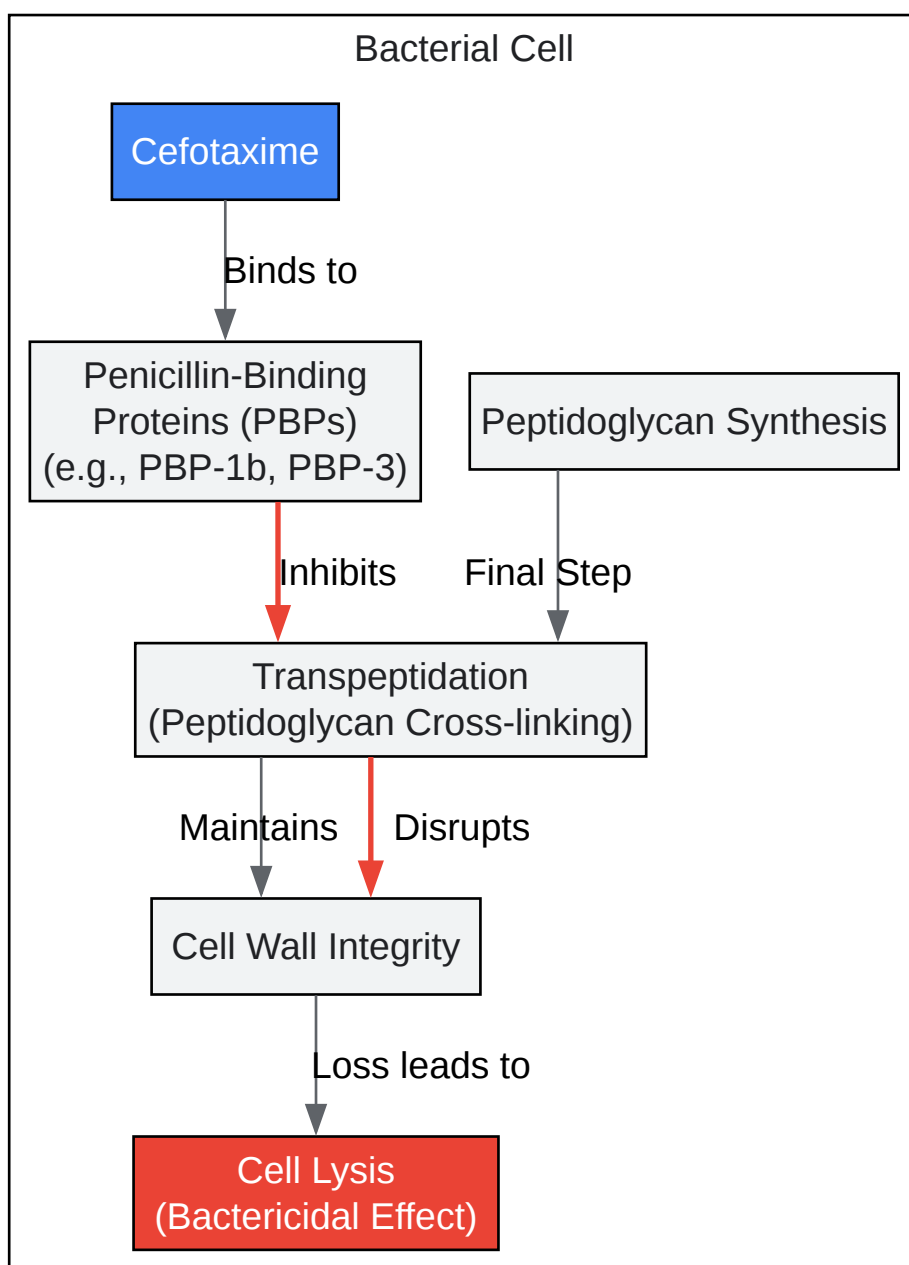 Bacterial Cell
Cefotaxime
Binds to
Penicillin-Binding
Proteins (PBPs)
(e.g., PBP-1b, PBP-3)
Peptidoglycan Synthesis
Inhibits
Final Step
Transpeptidation
(Peptidoglycan Cross-linking)
Maintains
Disrupts
Cell Wall Integrity
Loss leads to
Cell Lysis
(Bactericidal Effect)